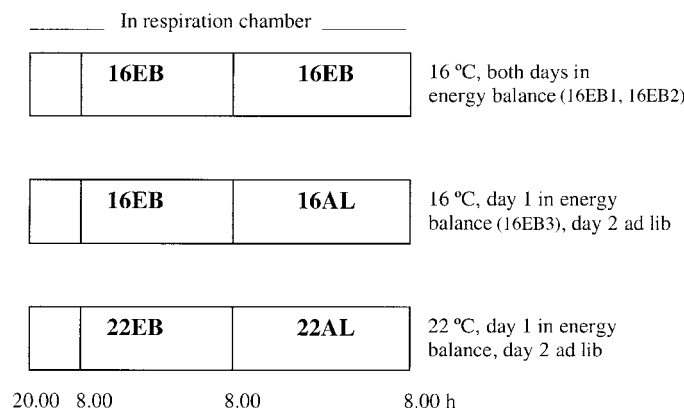 In respiration chamber
16EB 16EB
16 ºC, both days in
energy balance (16EB1, 16EB2)
16EB 16AL
16 ºC, day 1 in energy
balance (16EB3), day 2 ad lib
22EB 22AL
22 ºC, day 1 in energy
balance, day 2 ad lib
20.00 8.00 8.00 8.00 h